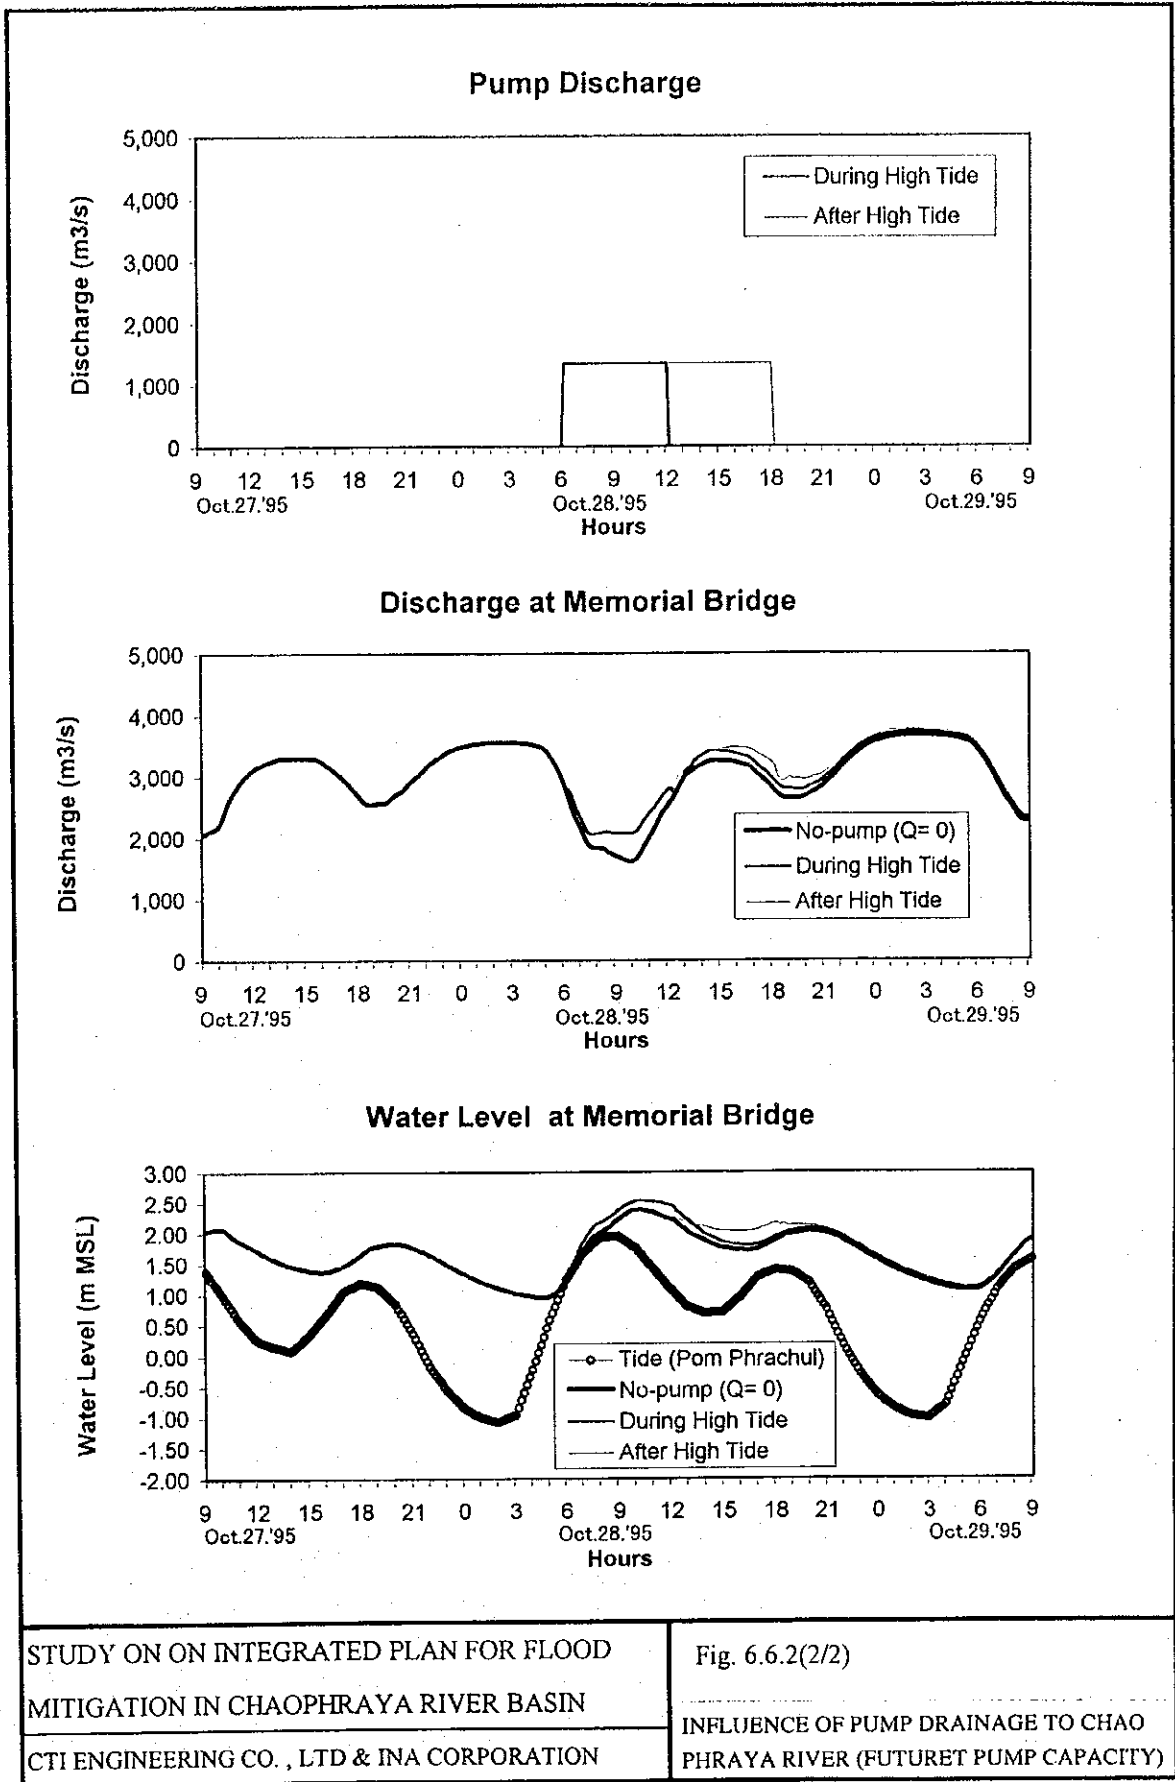 Pump Discharge
5,000
4,000
3,000
2,000
1,000
0
Discharge (m3/s)
During High Tide
After High Tide
9 12 15 18 21 0 3 6 9 12 15 18 21 0 3 6 9
Oct.27.'95 Oct.28.'95 Oct.29.'95
Hours
Discharge at Memorial Bridge
5,000
4,000
3,000
2,000
1,000
0
Discharge (m3/s)
No-pump (Q= 0)
During High Tide
After High Tide
9 12 15 18 21 0 3 6 9 12 15 18 21 0 3 6 9
Oct.27.'95 Oct.28.'95 Oct.29.'95
Hours
Water Level at Memorial Bridge
3.00
2.50
2.00
1.50
1.00
0.50
0.00
-0.50
-1.00
-1.50
-2.00
Water Level (m MSL)
Tide (Pom Phrachul)
No-pump (Q= 0)
During High Tide
After High Tide
9 12 15 18 21 0 3 6 9 12 15 18 21 0 3 6 9
Oct.27.'95 Oct.28.'95 Oct.29.'95
Hours
STUDY ON ON INTEGRATED PLAN FOR FLOOD
MITIGATION IN CHAOPHRAYA RIVER BASIN
CTI ENGINEERING CO. , LTD & INA CORPORATION
Fig. 6.6.2(2/2)
INFLUENCE OF PUMP DRAINAGE TO CHAO
PHRAYA RIVER (FUTURET PUMP CAPACITY)